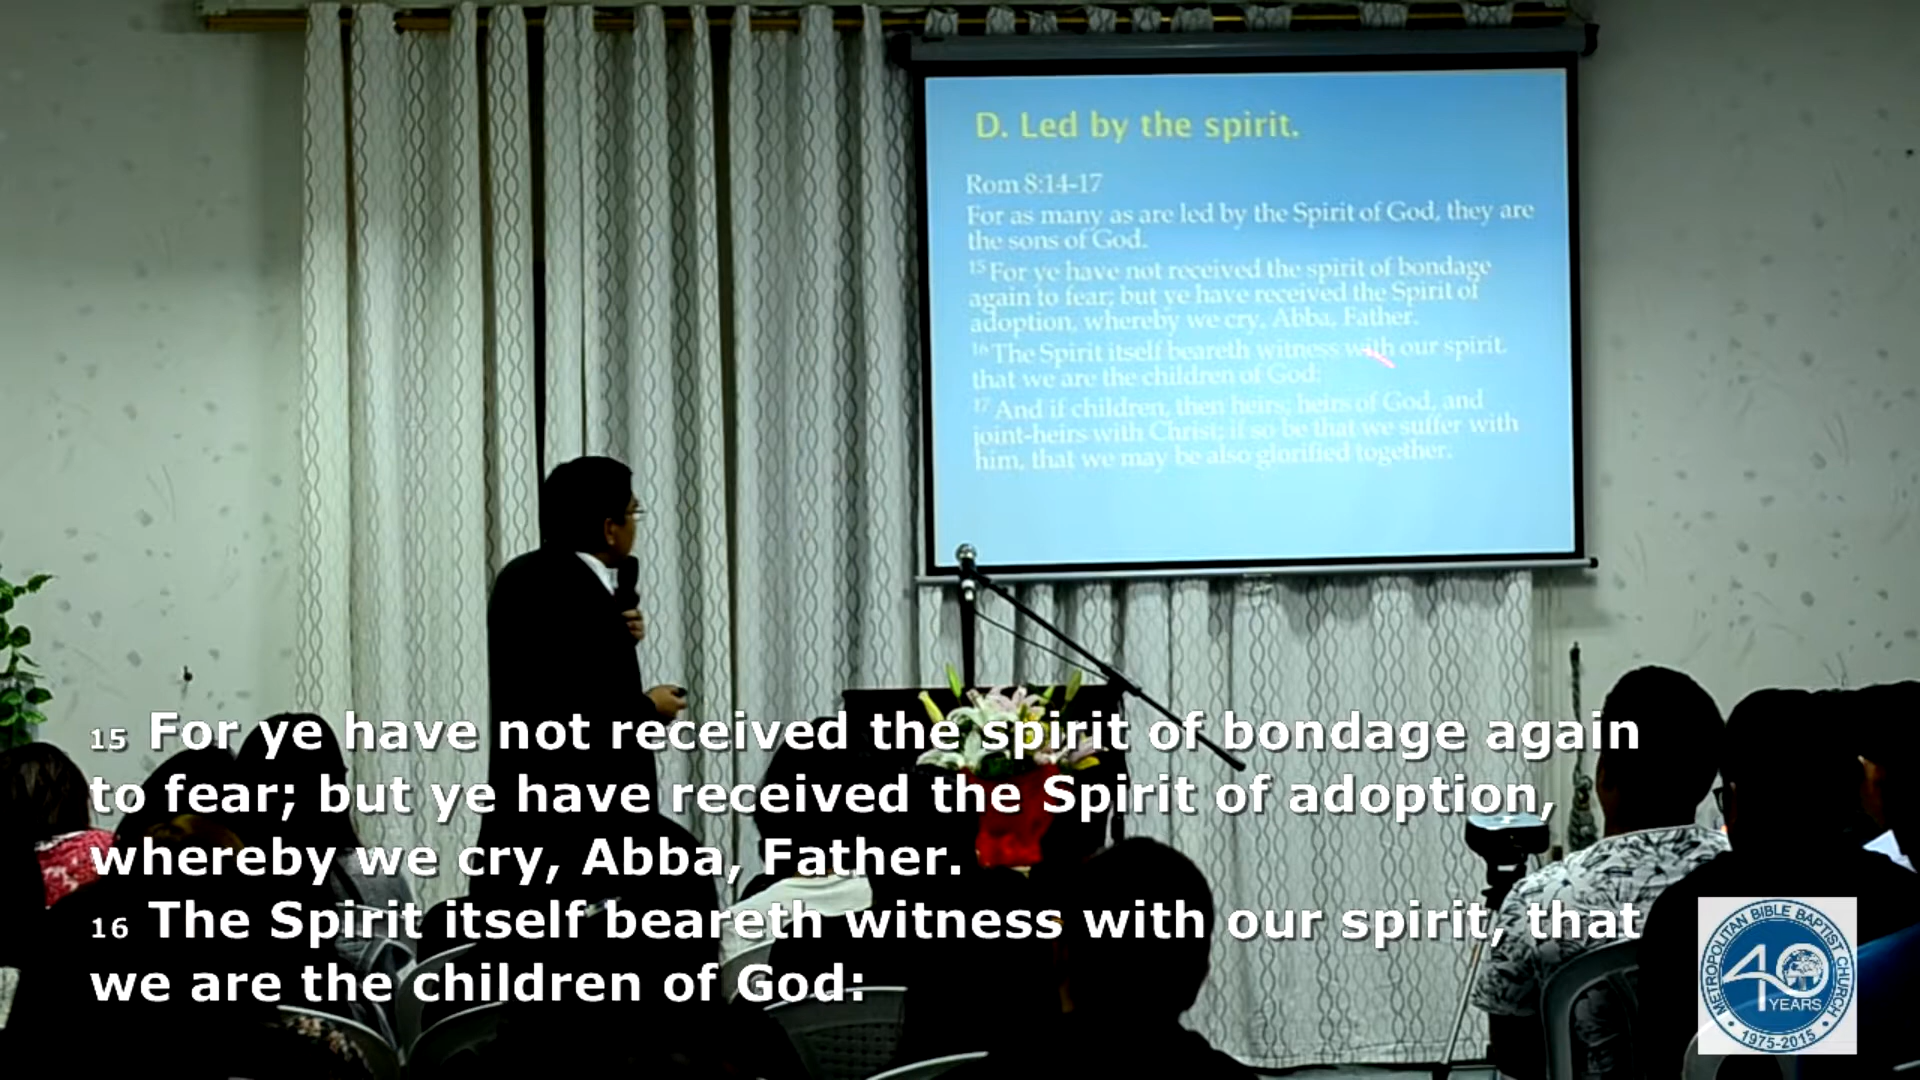 D. Led by the spirit.
Rom 8:14-17
For as many as are led by the Spirit of God, they are
the sons of God.
15 For ye have not received the spirit of bondage
again to fear; but ye have received the Spirit of
adoption, whereby we cry, Abba, Father.
16 The Spirit itself beareth witness with our spirit,
that we are the children of God:
17 And if children, then heirs; heirs of God, and
joint-heirs with Christ; if so be that we suffer with
him, that we may be also glorified together.
15 For ye have not received the spirit of bondage again
to fear; but ye have received the Spirit of adoption,
whereby we cry, Abba, Father.
16 The Spirit itself beareth witness with our spirit, that
we are the children of God:
METROPOLITAN BIBLE BAPTIST CHURCH
40
YEARS
• 1975-2015 •